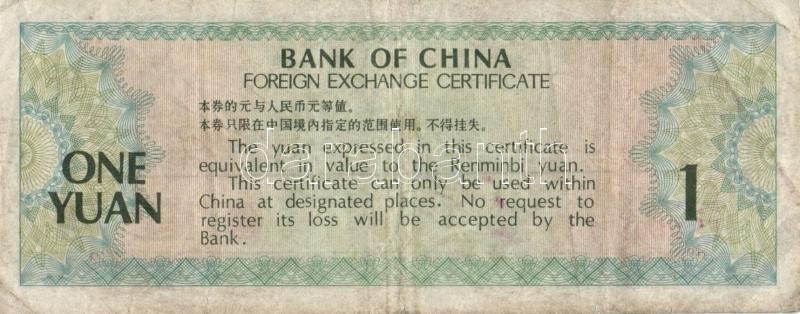 BANK OF CHINA
FOREIGN EXCHANGE CERTIFICATE
本券的元与人民币元等值。
本券只限在中国境内指定的范围使用。不得挂失。
The yuan expressed in this certificate is
equivalent in value to the Renminbi yuan.
This certificate can only be used within
China at designated places. No request to
register its loss will be accepted by the
Bank.
ONE
YUAN
1
darabanth